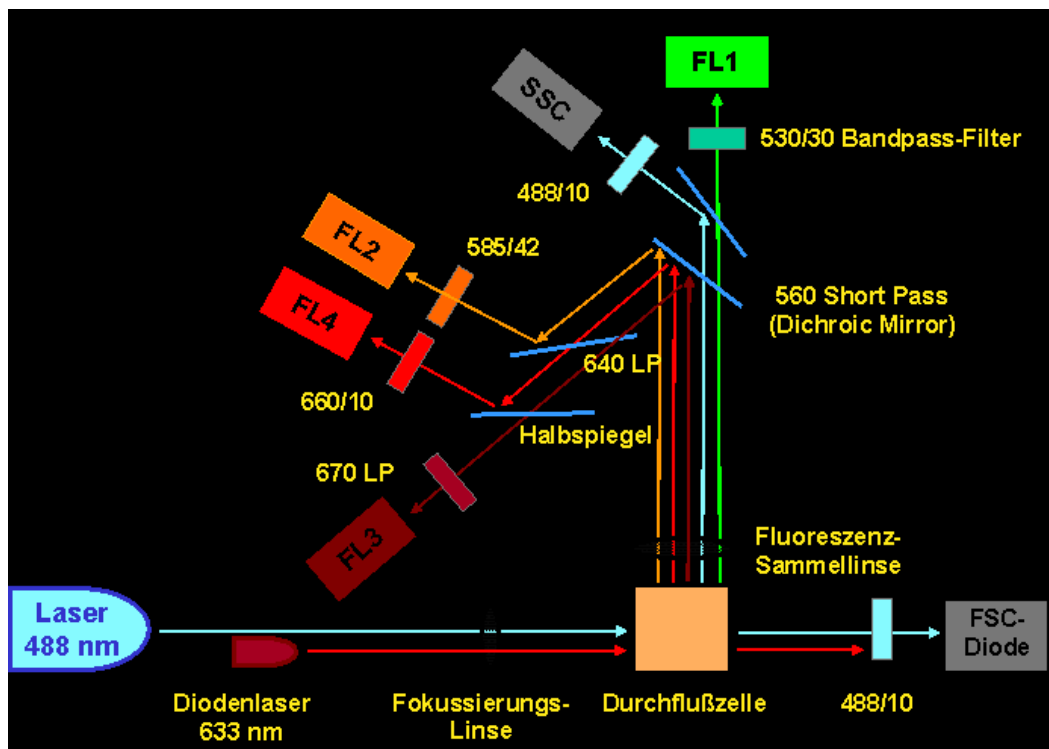 FL1
SSC
530/30 Bandpass-Filter
488/10
FL2
585/42
FL4
560 Short Pass
(Dichroic Mirror)
640 LP
660/10
Halbspiegel
670 LP
FL3
Fluoreszenz-
Sammellinse
Laser
488 nm
FSC-
Diode
Diodenlaser
633 nm
Fokussierungs-
Linse
Durchflußzelle
488/10